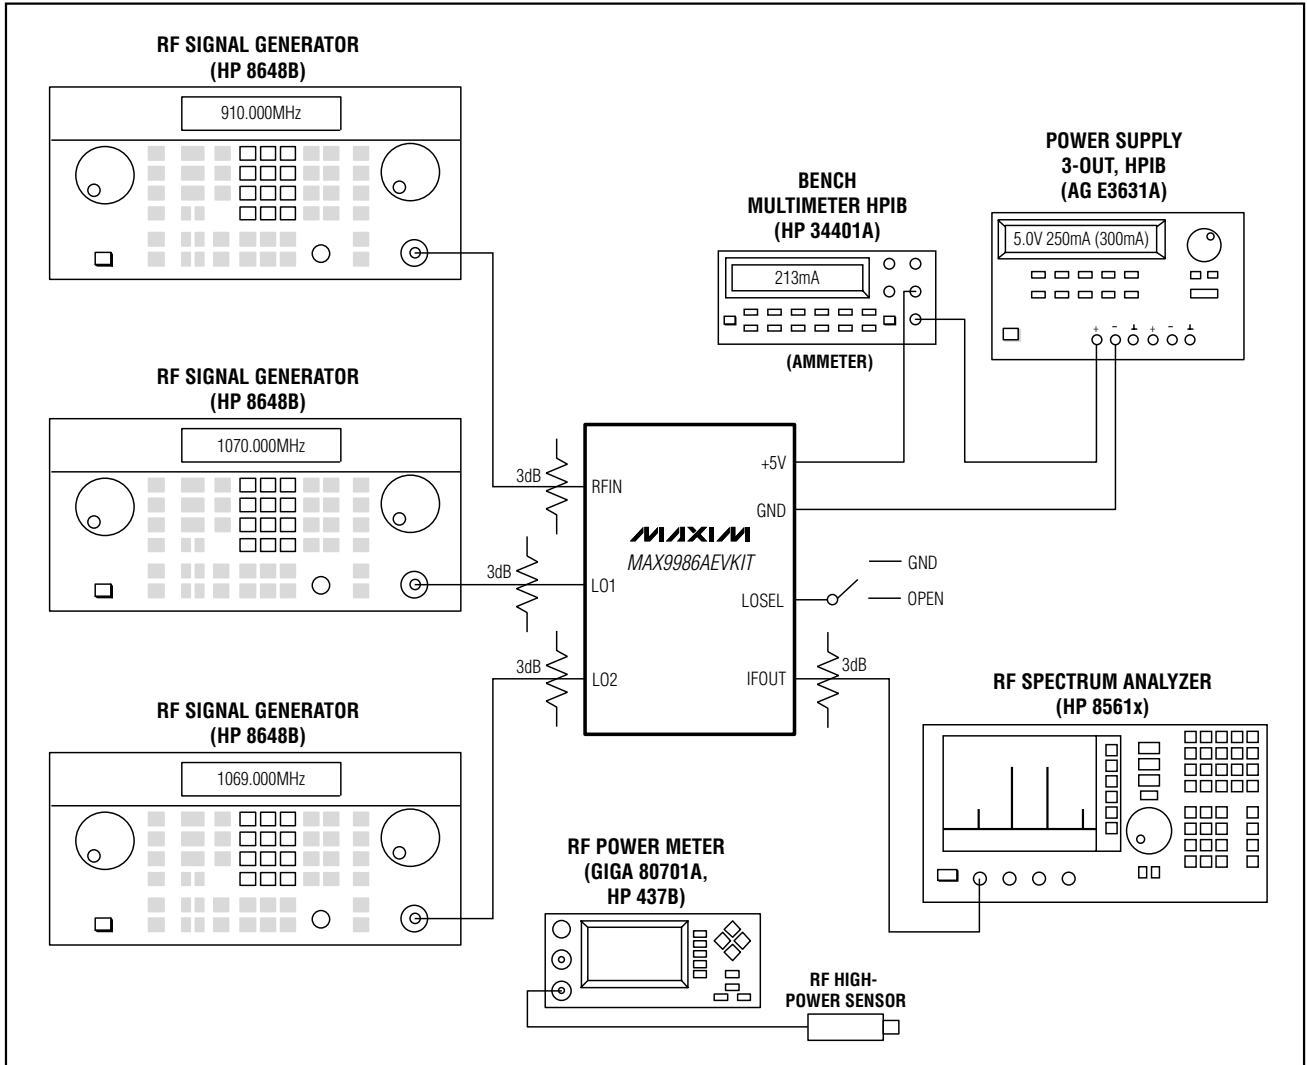 RF SIGNAL GENERATOR
(HP 8648B)
910.000MHz
RF SIGNAL GENERATOR
(HP 8648B)
1070.000MHz
RF SIGNAL GENERATOR
(HP 8648B)
1069.000MHz
BENCH
MULTIMETER HPIB
(HP 34401A)
213mA
(AMMETER)
POWER SUPPLY
3-OUT, HPIB
(AG E3631A)
5.0V 250mA (300mA)
+ - ⊥ + - ⊥
3dB
RFIN
3dB
LO1
3dB
LO2
MAXIM
MAX9986AEVKIT
+5V
GND
LOSEL
GND
OPEN
IFOUT
3dB
RF SPECTRUM ANALYZER
(HP 8561x)
RF POWER METER
(GIGA 80701A,
HP 437B)
RF HIGH-
POWER SENSOR